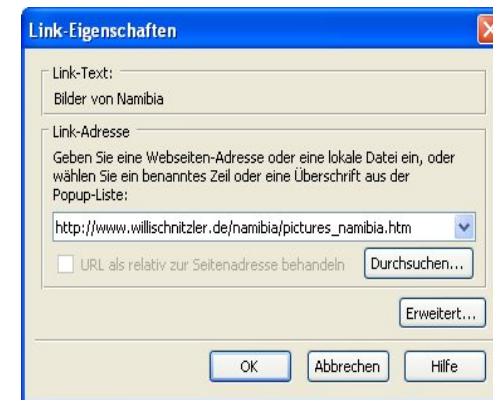 Link-Eigenschaften
Link-Text:
Bilder von Namibia
Link-Adresse
Geben Sie eine Webseiten-Adresse oder eine lokale Datei ein, oder
wählen Sie ein benanntes Zeil oder eine Überschrift aus der
Popup-Liste:
http://www.willischnitzler.de/namibia/pictures_namibia.htm
URL als relativ zur Seitenadresse behandeln
Durchsuchen...
Erweitert...
OK
Abbrechen
Hilfe